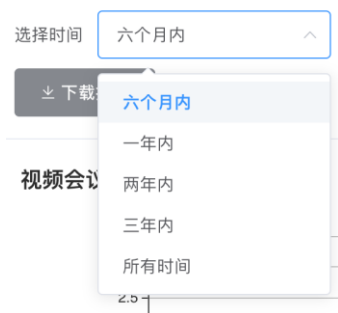 选择时间 六个月内
下载
六个月内
一年内
视频会议
两年内
三年内
所有时间
2.5